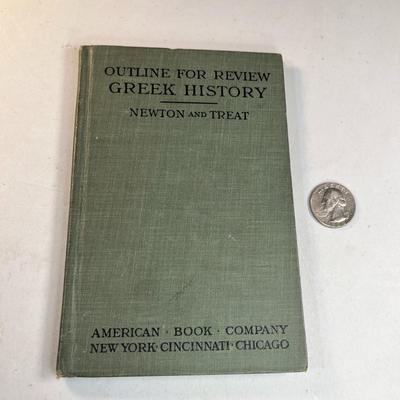 OUTLINE FOR REVIEW
GREEK HISTORY
NEWTON AND TREAT
AMERICAN · BOOK · COMPANY
NEW YORK · CINCINNATI · CHICAGO